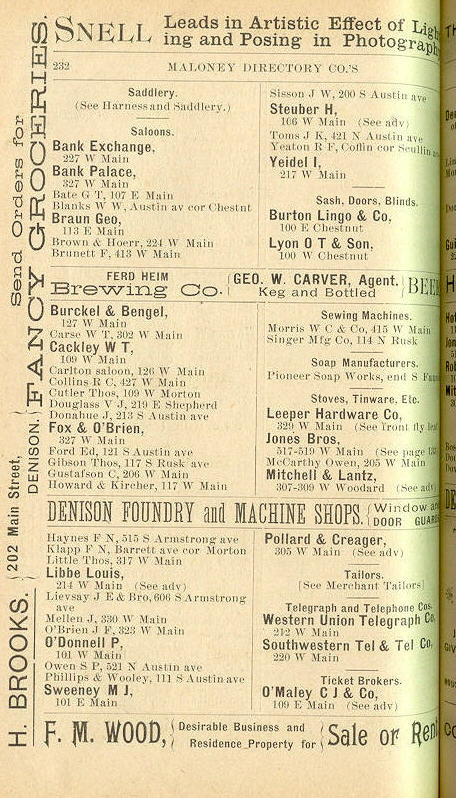 SNELL Leads in Artistic Effect of Ligh
ing and Posing in Photograph
232 MALONEY DIRECTORY CO.'S
Saddlery.
(See Harness and Saddlery.)
Saloons.
Bank Exchange,
227 W Main
Bank Palace,
327 W Main
Bate G T, 107 E Main
Blanks W W, Austin av cor Chestnt
Braun Geo,
113 E Main
Brown & Hoerr, 224 W Main
Brunett F, 413 W Main
Sisson J W, 200 S Austin ave
Steuber H,
106 W Main (See adv)
Toms J K, 421 N Austin ave
Yeaton R F, Coffin cor Scullin
Yeidel I,
217 W Main
Sash, Doors, Blinds.
Burton Lingo & Co,
100 E Chestnut
Lyon O T & Son,
100 W Chestnut
FERD HEIM
Brewing Co.
GEO. W. CARVER, Agent.
Keg and Bottled
BEE
Burckel & Bengel,
127 W Main
Carse W T, 302 W Main
Cackley W T,
109 W Main
Carlton saloon, 126 W Main
Collins R C, 427 W Main
Cutler Thos, 109 W Morton
Douglass V J, 219 E Shepherd
Donahue J, 213 S Austin ave
Fox & O'Brien,
327 W Main
Ford Ed, 121 S Austin ave
Gibson Thos, 117 S Rusk ave
Gustafson C, 206 W Main
Howard & Kircher, 117 W Main
Sewing Machines.
Morris W C & Co, 415 W Main
Singer Mfg Co, 114 N Rusk
Soap Manufacturers.
Pioneer Soap Works, end S
Stoves, Tinware, Etc.
Leeper Hardware Co,
329 W Main (See front fly leaf
Jones Bros,
517-519 W Main (See page
McCarthy Owen, 205 W Main
Mitchell & Lantz,
307-309 W Woodard (See adv
DENISON FOUNDRY and MACHINE SHOPS.
Window a
DOOR GUAR
Haynes F N, 515 S Armstrong ave
Klapp F N, Barrett ave cor Morton
Little Thos, 317 W Main
Libbe Louis,
214 W Main (See adv)
Lievsay J E & Bro, 606 S Armstrong
ave
Mellen J, 330 W Main
O'Brien J F, 323 W Main
O'Donnell P,
101 W Main
Owen S P, 521 N Austin ave
Phillips & Wooley, 111 S Austin ave
Sweeney M J,
101 E Main
Pollard & Creager,
305 W Main (See adv)
Tailors.
[See Merchant Tailors]
Telegraph and Telephone Cos.
Western Union Telegraph Co,
212 W Main
Southwestern Tel & Tel Co,
220 W Main
Ticket Brokers.
O'Maley C J & Co,
109 E Main (See adv)
F. M. WOOD,
Desirable Business and
Residence Property for
Sale or Rent
Send Orders for
FANCY GROCERIES.
H. BROOKS.
202 Main Street,
DENISON.